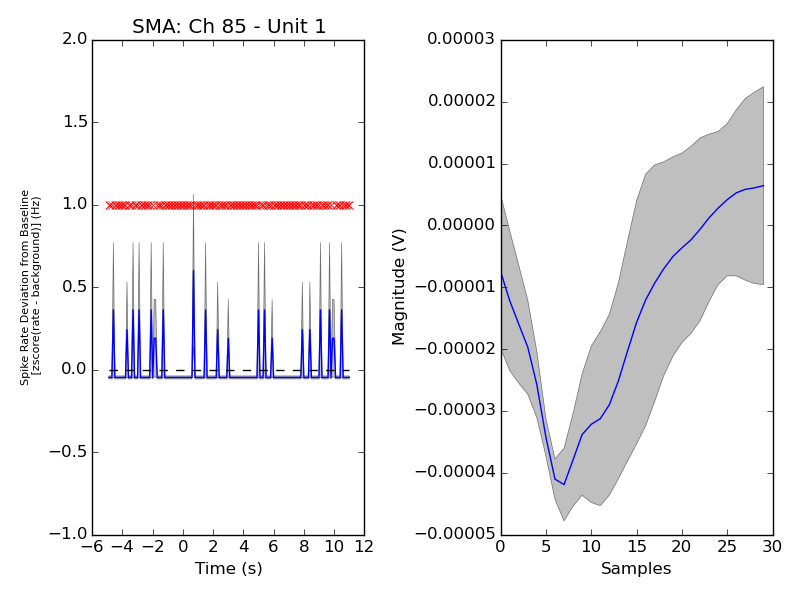 SMA: Ch 85 - Unit 1
2.0
1.5
1.0
0.5
0.0
−0.5
−1.0
−6 −4 −2 0 2 4 6 8 10 12
Time (s)
Spike Rate Deviation from Baseline
[zscore(rate - background)] (Hz)
0.00003
0.00002
0.00001
0.00000
−0.00001
−0.00002
−0.00003
−0.00004
−0.00005
0 5 10 15 20 25 30
Samples
Magnitude (V)